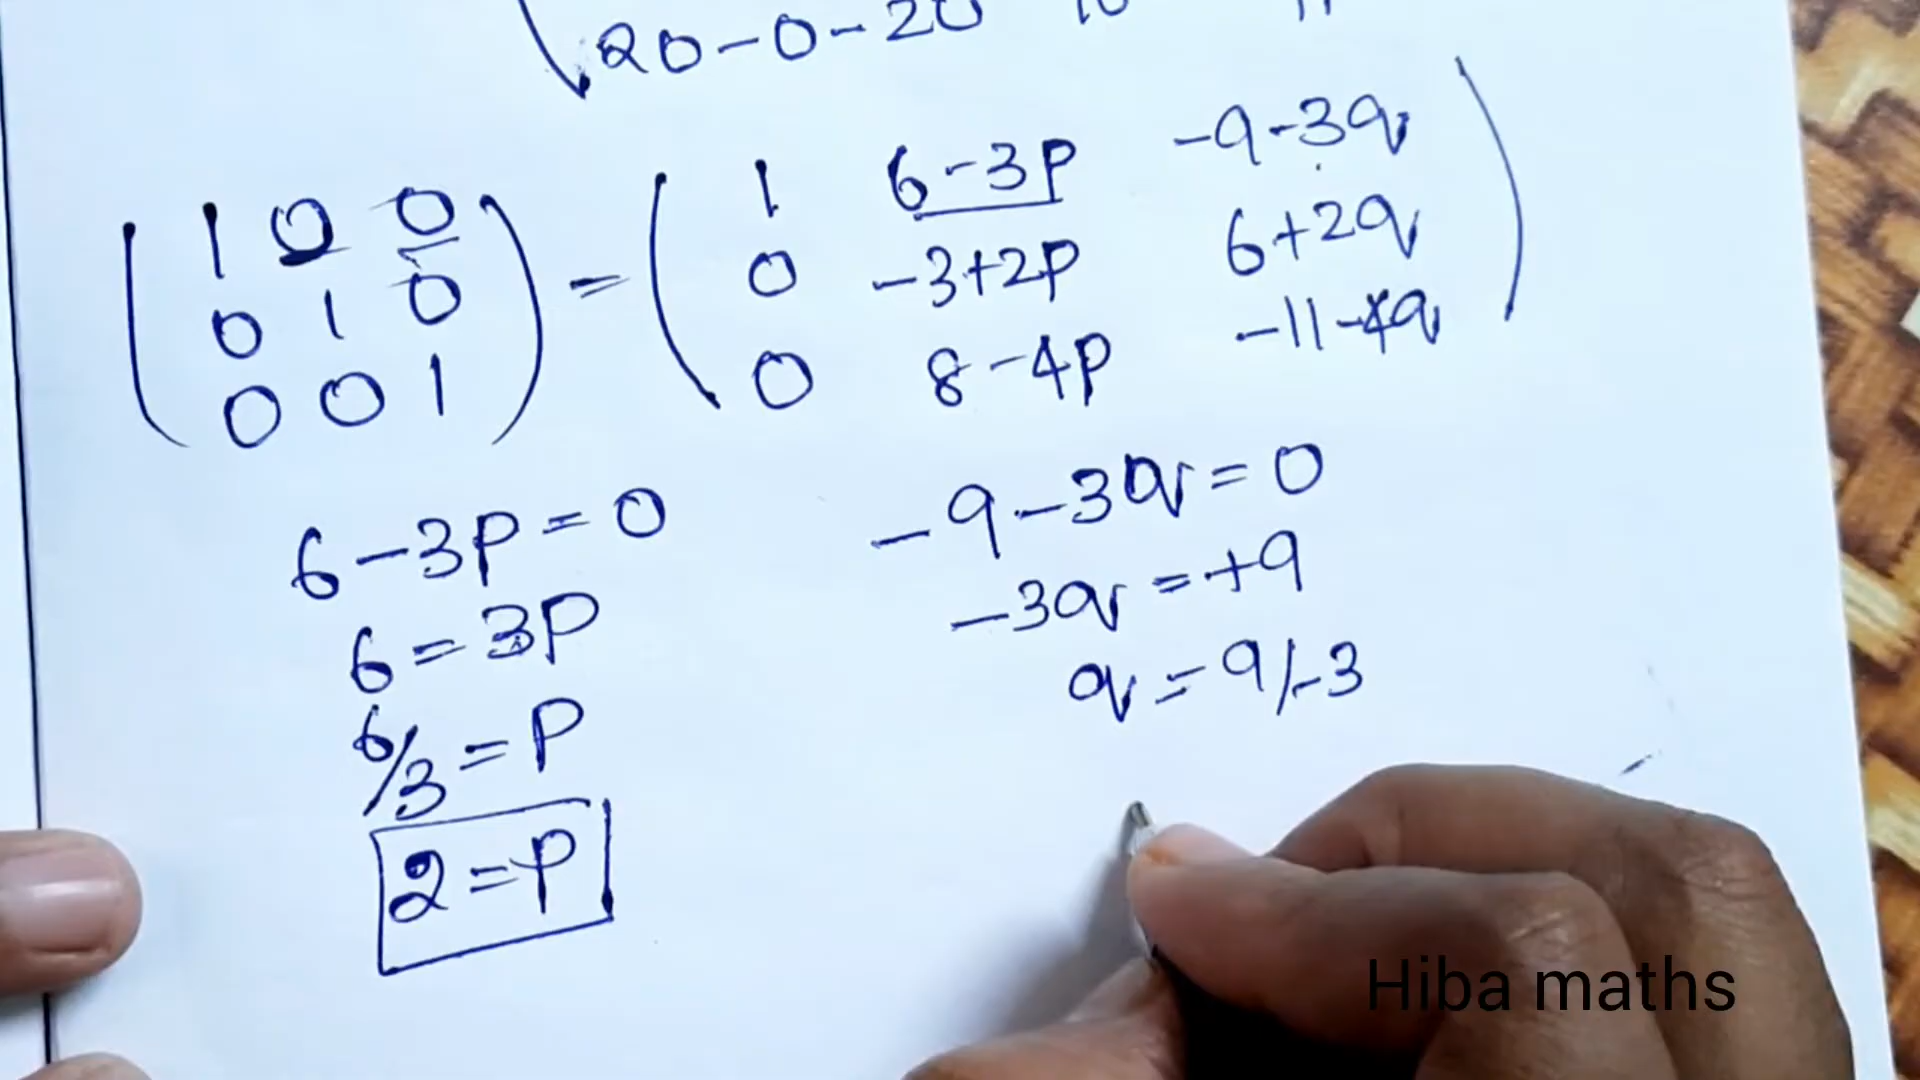 20-0-20
( 1 0 0 ) = ( 1 6-3p -9-3q )
0 1 0 0 -3+2p 6+2q
0 0 1 0 8-4p -11-4q
6-3p=0
6=3p
6/3=p
2=p
-9-3q=0
-3q=+9
q=9/-3
Hiba maths